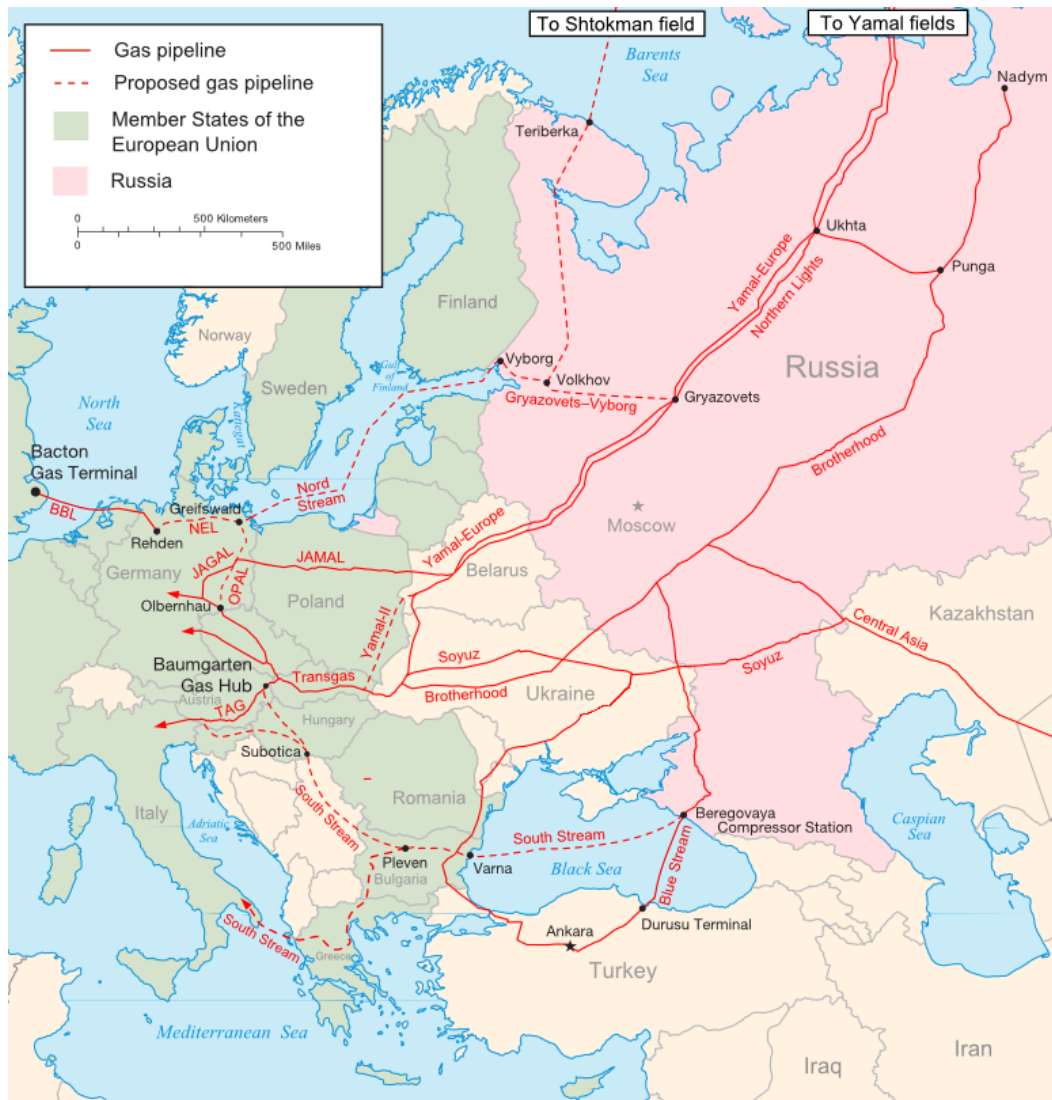 To Shtokman field
To Yamal fields
Gas pipeline
Proposed gas pipeline
Member States of the
European Union
Russia
0
500 Kilometers
0
500 Miles
Barents
Sea
Nadym
Teriberka
Ukhta
Punga
Yamal-Europe
Northern Lights
Finland
Norway
Sweden
Gulf
of
Finland
Vyborg
Volkhov
Gryazovets–Vyborg
Gryazovets
Russia
North
Sea
Kattegat
Bacton
Gas Terminal
BBL
Greifswald
NEL
Rehden
Nord
Stream
Brotherhood
Moscow
JAGAL
JAMAL
Yamal-Europe
Germany
OPAL
Olbernhau
Poland
Belarus
Yamal-II
Kazakhstan
Central Asia
Baumgarten
Gas Hub
Transgas
Soyuz
Brotherhood
Ukraine
Soyuz
Austria
TAG
Hungary
Subotica
South Stream
Romania
Italy
Adriatic
Sea
Pleven
Bulgaria
Varna
South Stream
Black Sea
Beregovaya
Compressor Station
Blue Stream
Caspian
Sea
South Stream
Greece
Ankara
Durusu Terminal
Turkey
Mediterranean Sea
Iraq
Iran